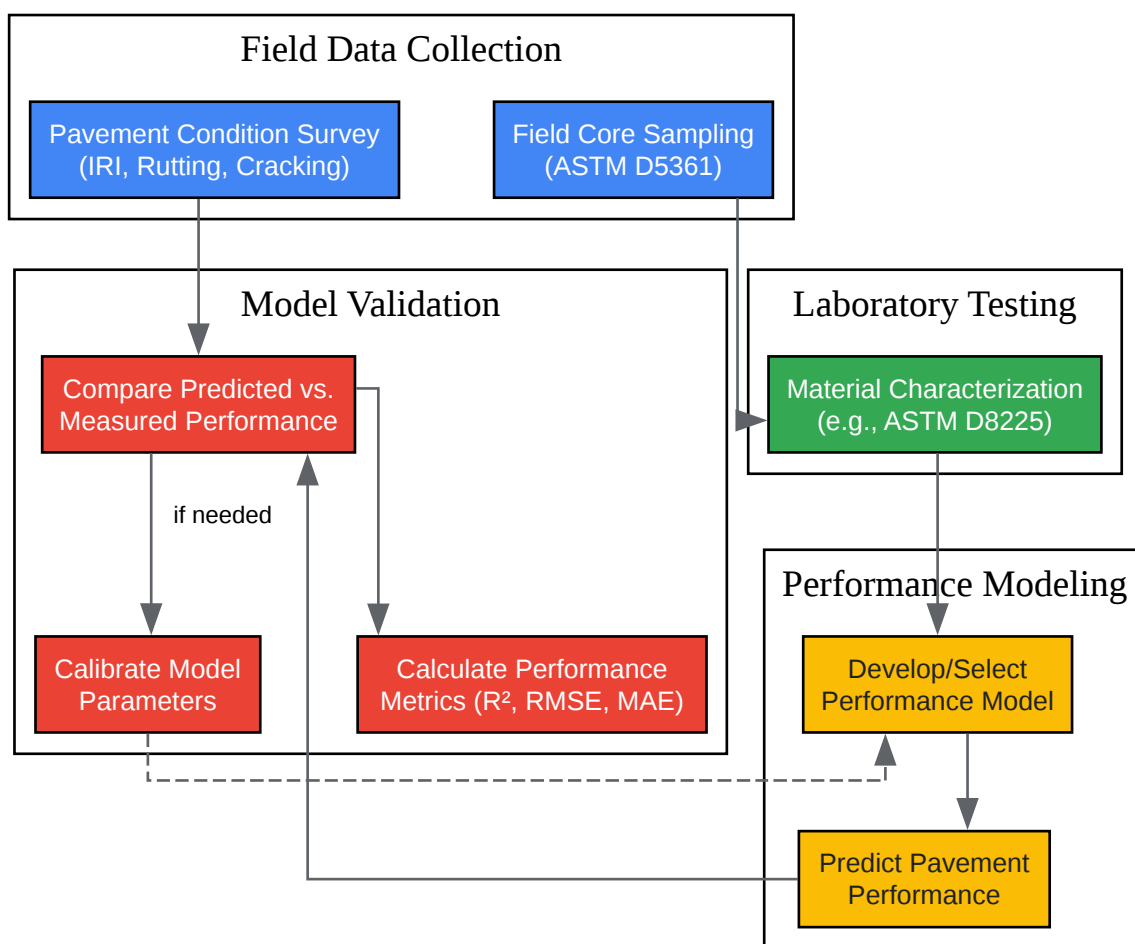 Field Data Collection
Pavement Condition Survey
(IRI, Rutting, Cracking)
Field Core Sampling
(ASTM D5361)
Model Validation
Laboratory Testing
Compare Predicted vs.
Measured Performance
Material Characterization
(e.g., ASTM D8225)
if needed
Performance Modeling
Calibrate Model
Parameters
Calculate Performance
Metrics (R², RMSE, MAE)
Develop/Select
Performance Model
Predict Pavement
Performance